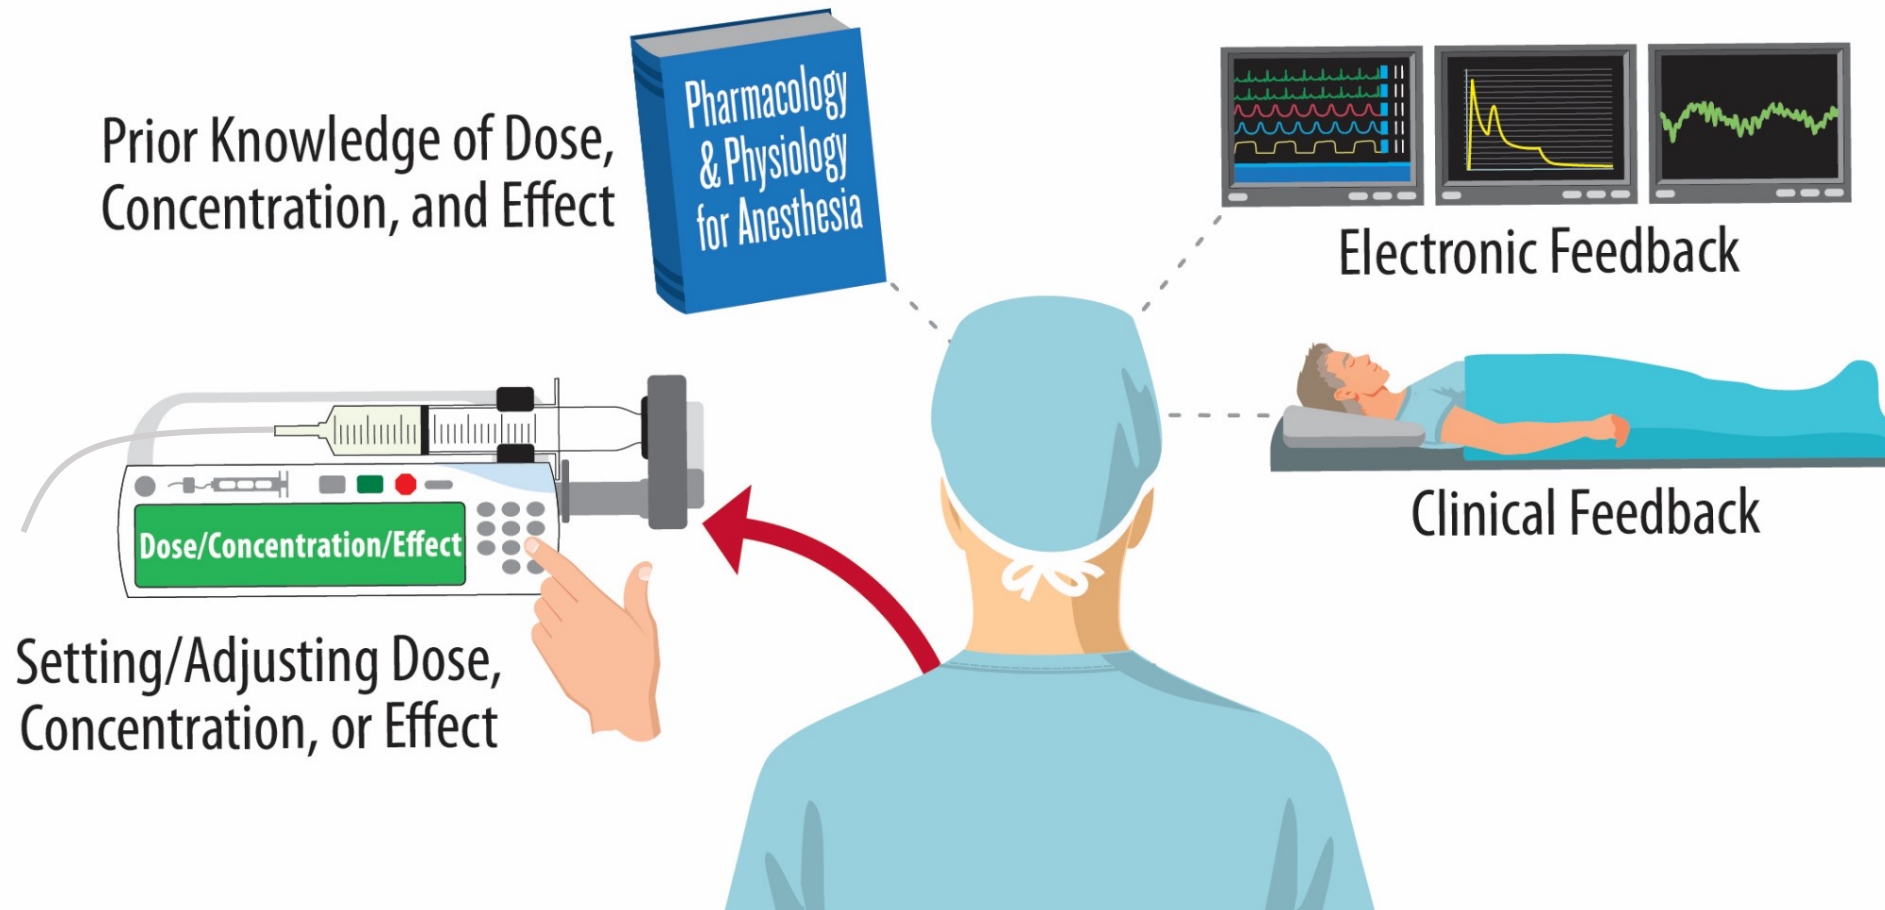 Prior Knowledge of Dose,
Concentration, and Effect
Pharmacology
& Physiology
for Anesthesia
Electronic Feedback
Clinical Feedback
Dose/Concentration/Effect
Setting/Adjusting Dose,
Concentration, or Effect